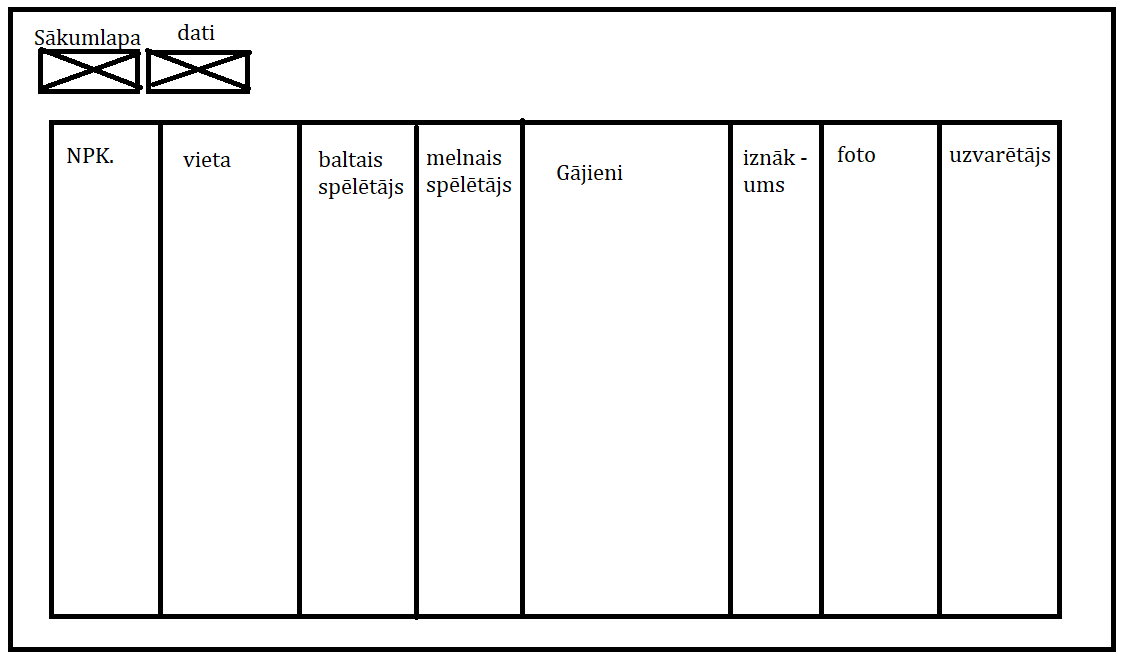 Sākumlapa
dati
NPK.
vieta
baltais
spēlētājs
melnais
spēlētājs
Gājieni
iznāk -
ums
foto
uzvarētājs